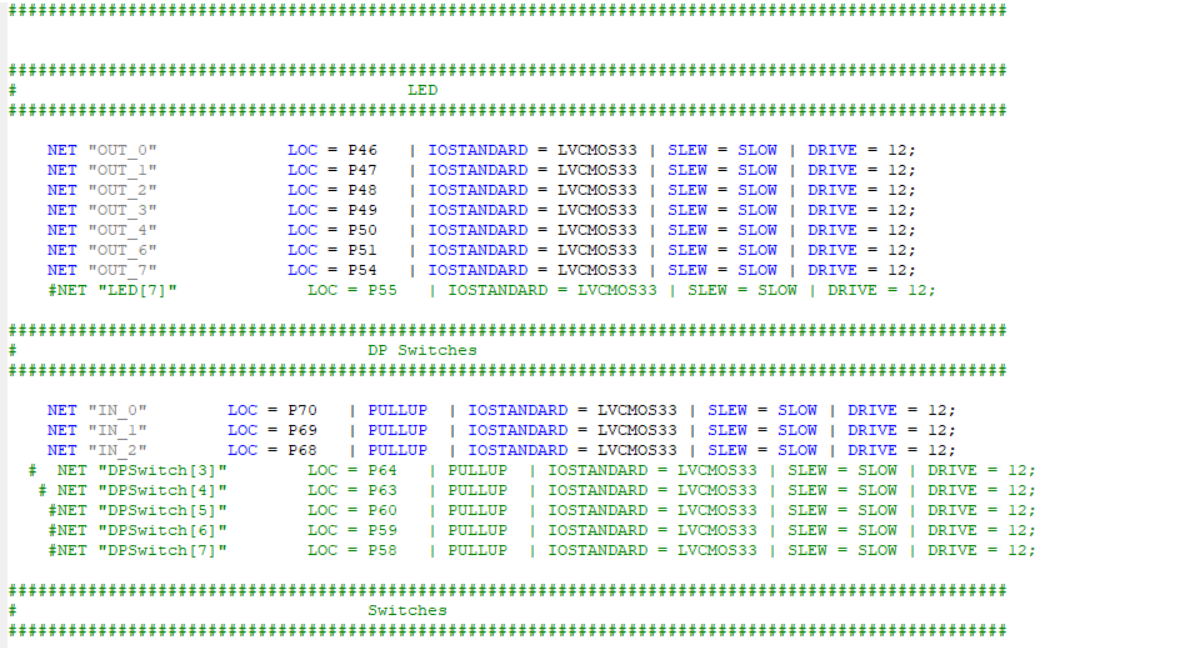 ####################################################################################################
####################################################################################################
#                                       LED
####################################################################################################
    NET "OUT_0"             LOC = P46   | IOSTANDARD = LVCMOS33 | SLEW = SLOW | DRIVE = 12;
    NET "OUT_1"             LOC = P47   | IOSTANDARD = LVCMOS33 | SLEW = SLOW | DRIVE = 12;
    NET "OUT_2"             LOC = P48   | IOSTANDARD = LVCMOS33 | SLEW = SLOW | DRIVE = 12;
    NET "OUT_3"             LOC = P49   | IOSTANDARD = LVCMOS33 | SLEW = SLOW | DRIVE = 12;
    NET "OUT_4"             LOC = P50   | IOSTANDARD = LVCMOS33 | SLEW = SLOW | DRIVE = 12;
    NET "OUT_6"             LOC = P51   | IOSTANDARD = LVCMOS33 | SLEW = SLOW | DRIVE = 12;
    NET "OUT_7"             LOC = P54   | IOSTANDARD = LVCMOS33 | SLEW = SLOW | DRIVE = 12;
    #NET "LED[7]"             LOC = P55   | IOSTANDARD = LVCMOS33 | SLEW = SLOW | DRIVE = 12;
####################################################################################################
#                                   DP Switches
####################################################################################################
    NET "IN_0"        LOC = P70   | PULLUP  | IOSTANDARD = LVCMOS33 | SLEW = SLOW | DRIVE = 12;
    NET "IN_1"        LOC = P69   | PULLUP  | IOSTANDARD = LVCMOS33 | SLEW = SLOW | DRIVE = 12;
    NET "IN_2"        LOC = P68   | PULLUP  | IOSTANDARD = LVCMOS33 | SLEW = SLOW | DRIVE = 12;
  #  NET "DPSwitch[3]"        LOC = P64   | PULLUP  | IOSTANDARD = LVCMOS33 | SLEW = SLOW | DRIVE = 12;
   # NET "DPSwitch[4]"        LOC = P63   | PULLUP  | IOSTANDARD = LVCMOS33 | SLEW = SLOW | DRIVE = 12;
    #NET "DPSwitch[5]"        LOC = P60   | PULLUP  | IOSTANDARD = LVCMOS33 | SLEW = SLOW | DRIVE = 12;
    #NET "DPSwitch[6]"        LOC = P59   | PULLUP  | IOSTANDARD = LVCMOS33 | SLEW = SLOW | DRIVE = 12;
    #NET "DPSwitch[7]"        LOC = P58   | PULLUP  | IOSTANDARD = LVCMOS33 | SLEW = SLOW | DRIVE = 12;
####################################################################################################
#                                   Switches
####################################################################################################